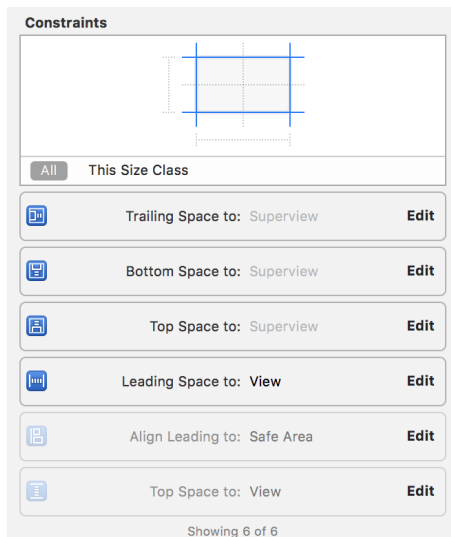 Constraints
All This Size Class
Trailing Space to: Superview Edit
Bottom Space to: Superview Edit
Top Space to: Superview Edit
Leading Space to: View Edit
Align Leading to: Safe Area Edit
Top Space to: View Edit
Showing 6 of 6